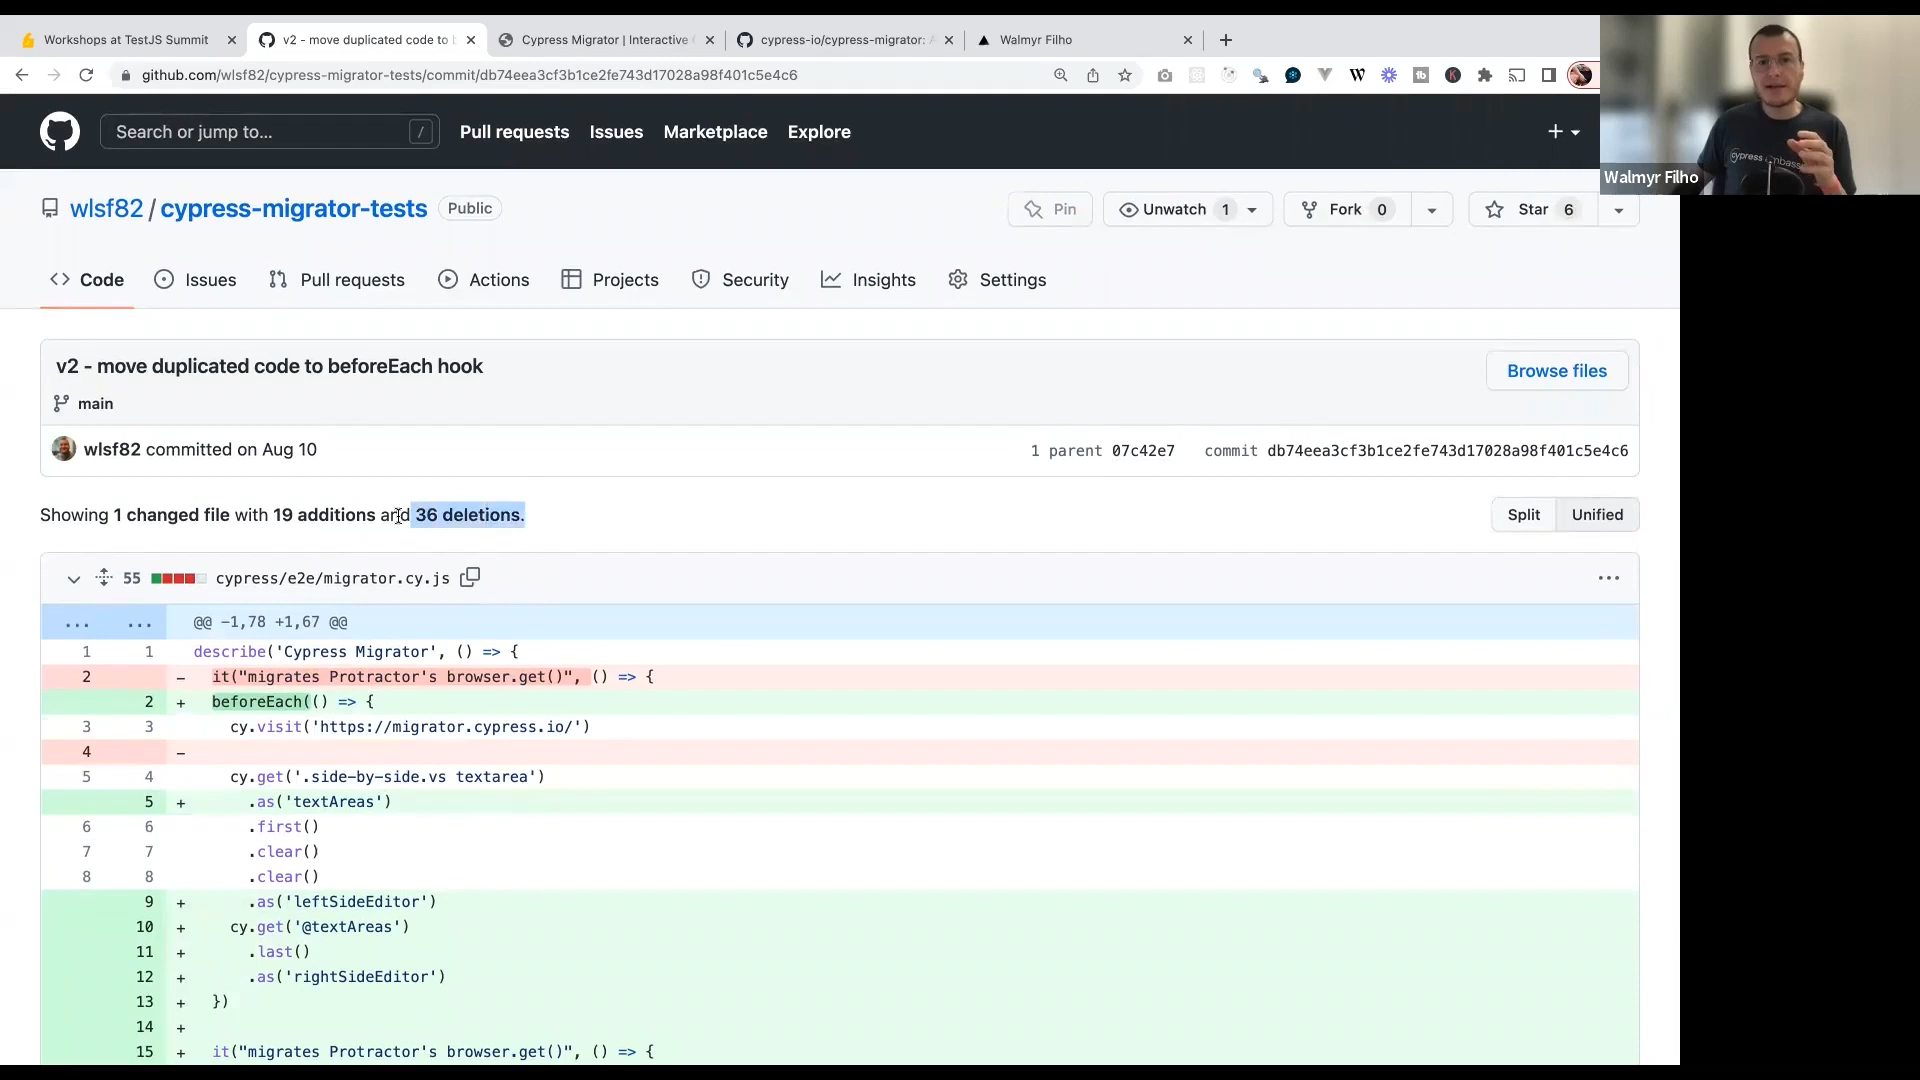 Workshops at TestJS Summit
v2 - move duplicated code to b
Cypress Migrator | Interactive
cypress-io/cypress-migrator: A
Walmyr Filho
github.com/wlsf82/cypress-migrator-tests/commit/db74eea3cf3b1ce2fe743d17028a98f401c5e4c6
Search or jump to... /
Pull requests Issues Marketplace Explore
Walmyr Filho
wlsf82 / cypress-migrator-tests Public
Pin Unwatch 1 Fork 0 Star 6
Code Issues Pull requests Actions Projects Security Insights Settings
v2 - move duplicated code to beforeEach hook
Browse files
main
wlsf82 committed on Aug 10
1 parent 07c42e7 commit db74eea3cf3b1ce2fe743d17028a98f401c5e4c6
Showing 1 changed file with 19 additions and 36 deletions.
Split Unified
55 cypress/e2e/migrator.cy.js
... ... @@ -1,78 +1,67 @@
1 1 describe('Cypress Migrator', () => {
2 - it("migrates Protractor's browser.get()", () => {
2 + beforeEach(() => {
3 3 cy.visit('https://migrator.cypress.io/')
4 -
5 4 cy.get('.side-by-side.vs textarea')
5 + .as('textAreas')
6 6 .first()
7 7 .clear()
8 8 .clear()
9 + .as('leftSideEditor')
10 + cy.get('@textAreas')
11 + .last()
12 + .as('rightSideEditor')
13 + })
14 +
15 + it("migrates Protractor's browser.get()", () => {